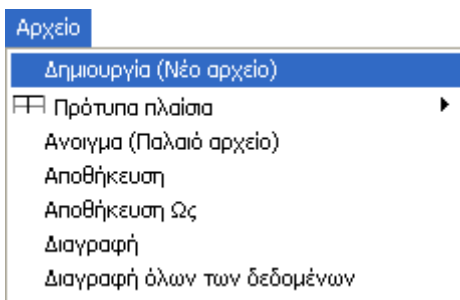 Αρχείο
Δημιουργία (Νέο αρχείο)
Πρότυπα πλαίσια
Ανοιγμα (Παλαιό αρχείο)
Αποθήκευση
Αποθήκευση Ως
Διαγραφή
Διαγραφή όλων των δεδομένων